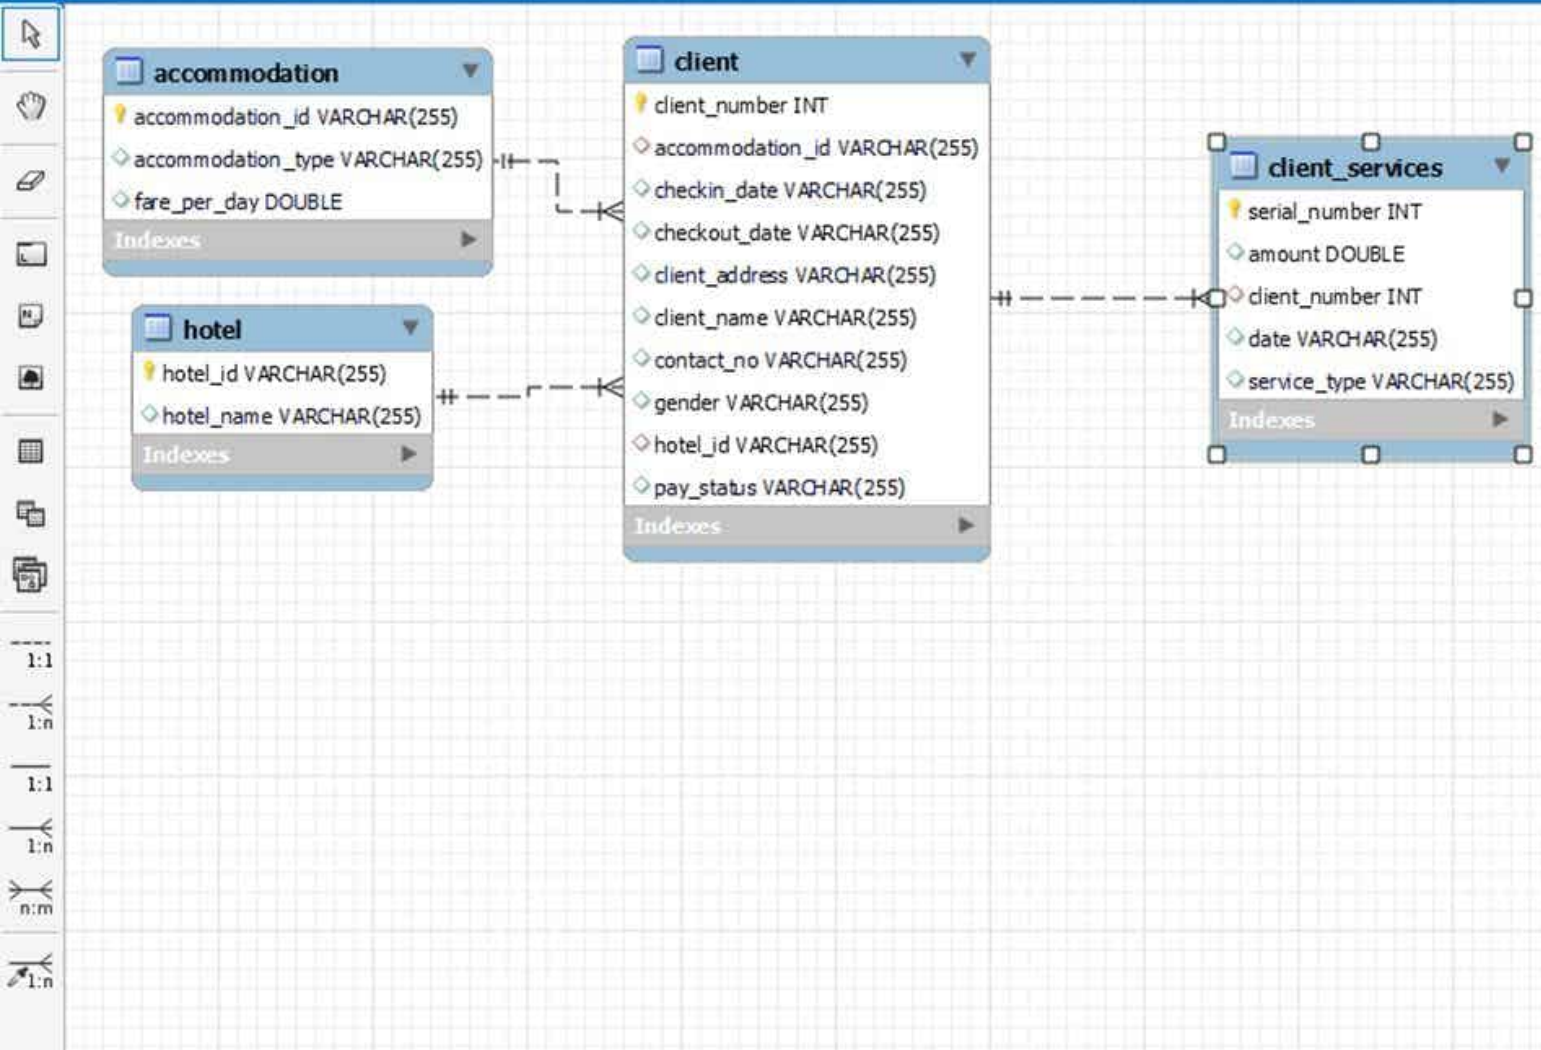 accommodation
accommodation_id VARCHAR(255)
accommodation_type VARCHAR(255)
fare_per_day DOUBLE
Indexes
hotel
hotel_id VARCHAR(255)
hotel_name VARCHAR(255)
Indexes
client
client_number INT
accommodation_id VARCHAR(255)
checkin_date VARCHAR(255)
checkout_date VARCHAR(255)
client_address VARCHAR(255)
client_name VARCHAR(255)
contact_no VARCHAR(255)
gender VARCHAR(255)
hotel_id VARCHAR(255)
pay_status VARCHAR(255)
Indexes
client_services
serial_number INT
amount DOUBLE
client_number INT
date VARCHAR(255)
service_type VARCHAR(255)
Indexes
1:1
1:n
1:1
1:n
n:m
1:n